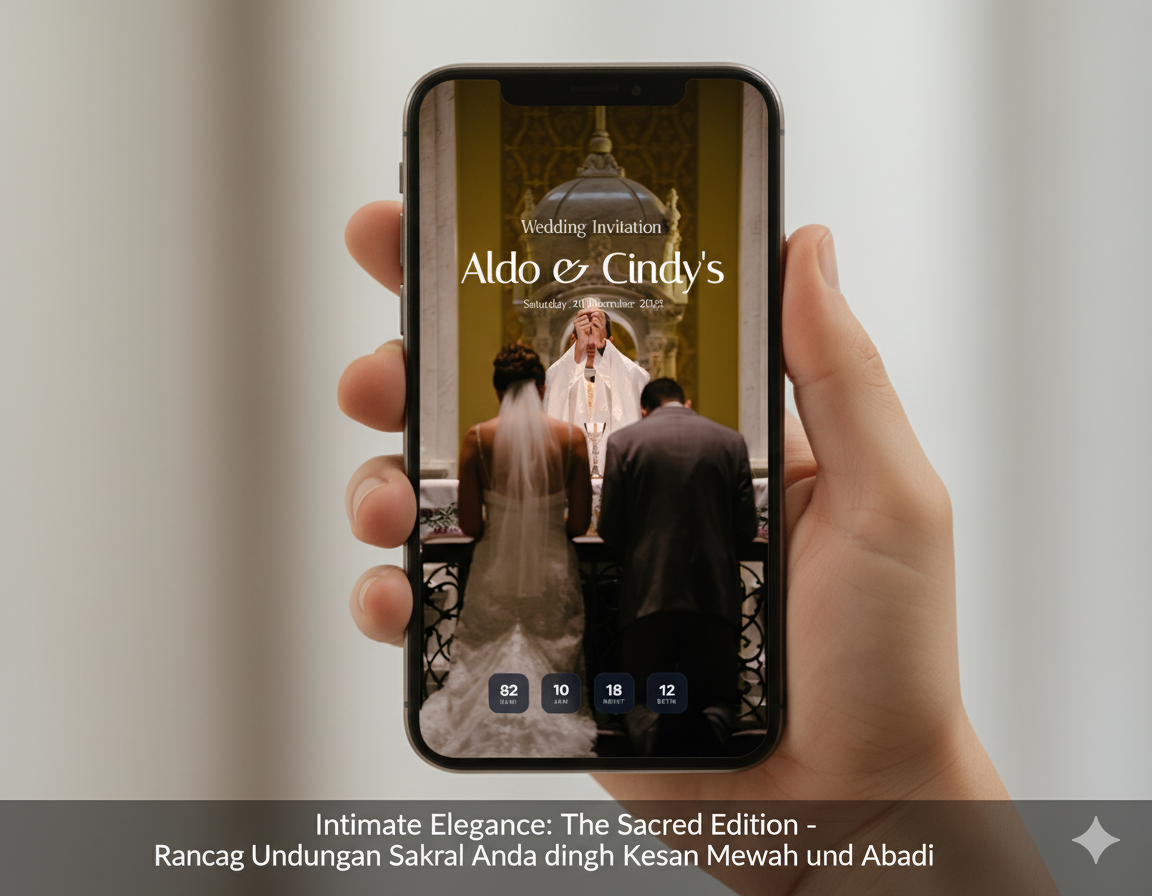 Wedding Invitation
Aldo & Cindy's
82 10 18 12
Intimate Elegance: The Sacred Edition -
Rancag Undungan Sakral Anda dingh Kesan Mewah und Abadi